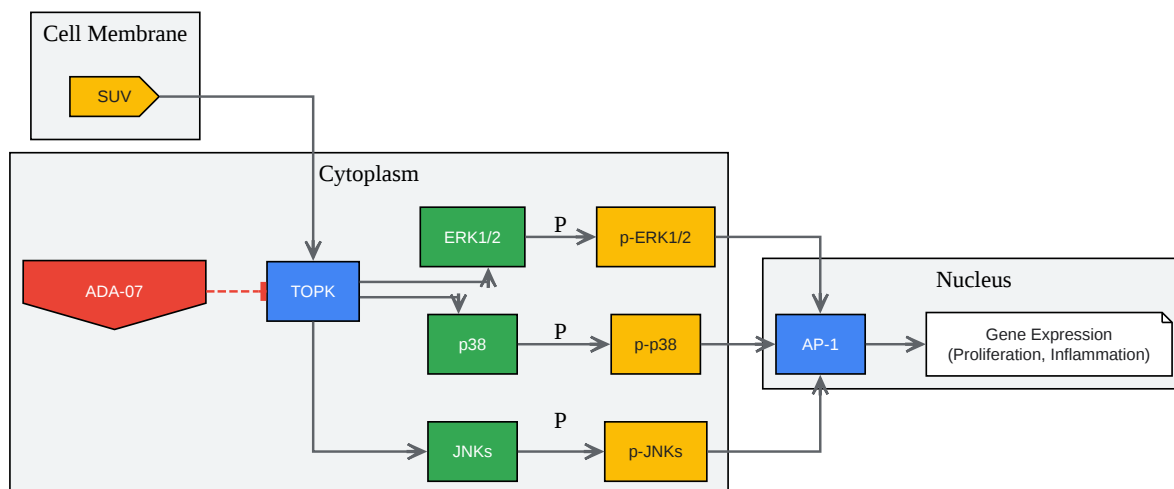 Cell Membrane
SUV
Cytoplasm
ERK1/2
P
p-ERK1/2
ADA-07
TOPK
Nucleus
p38
P
p-p38
AP-1
Gene Expression
(Proliferation, Inflammation)
JNKs
P
p-JNKs